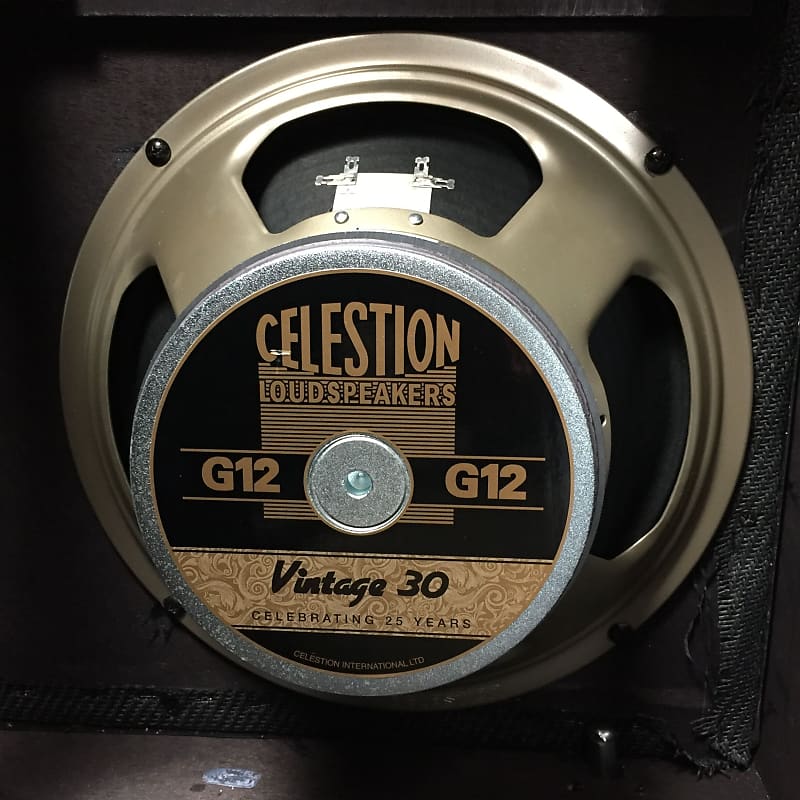 CELESTION
LOUDSPEAKERS
G12 G12
Vintage 30
CELEBRATING 25 YEARS
CELESTION INTERNATIONAL LTD